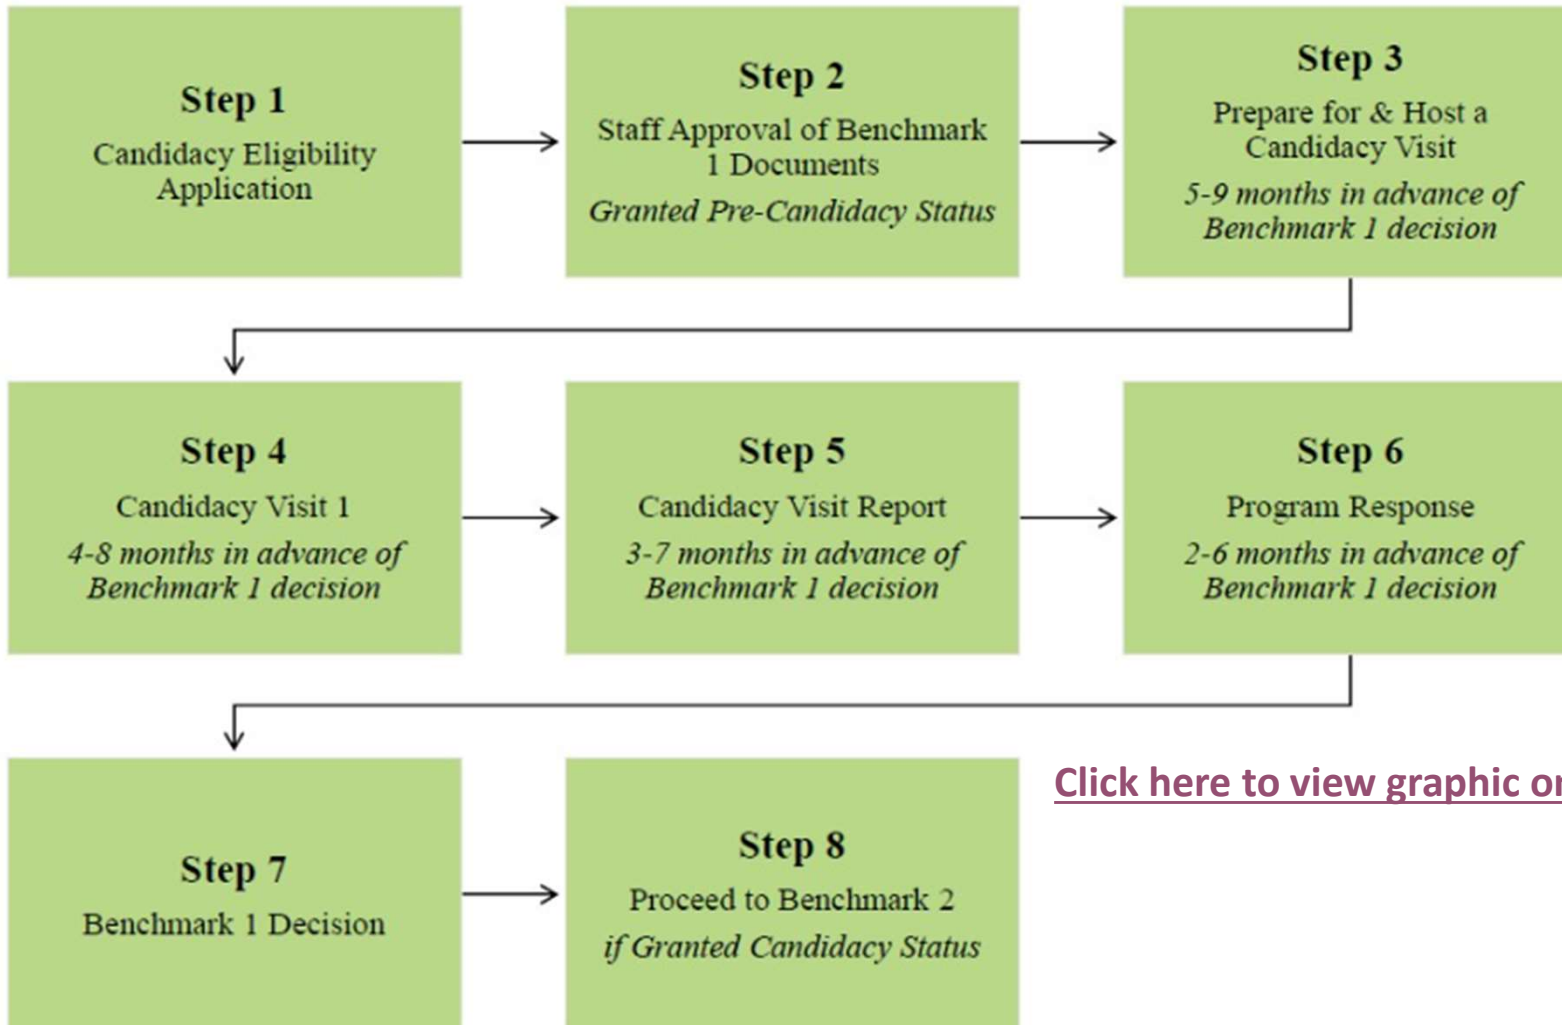 Step 1
Candidacy Eligibility
Application
Step 2
Staff Approval of Benchmark
1 Documents
Granted Pre-Candidacy Status
Step 3
Prepare for & Host a
Candidacy Visit
5-9 months in advance of
Benchmark 1 decision
Step 4
Candidacy Visit 1
4-8 months in advance of
Benchmark 1 decision
Step 5
Candidacy Visit Report
3-7 months in advance of
Benchmark 1 decision
Step 6
Program Response
2-6 months in advance of
Benchmark 1 decision
Step 7
Benchmark 1 Decision
Step 8
Proceed to Benchmark 2
if Granted Candidacy Status
Click here to view graphic